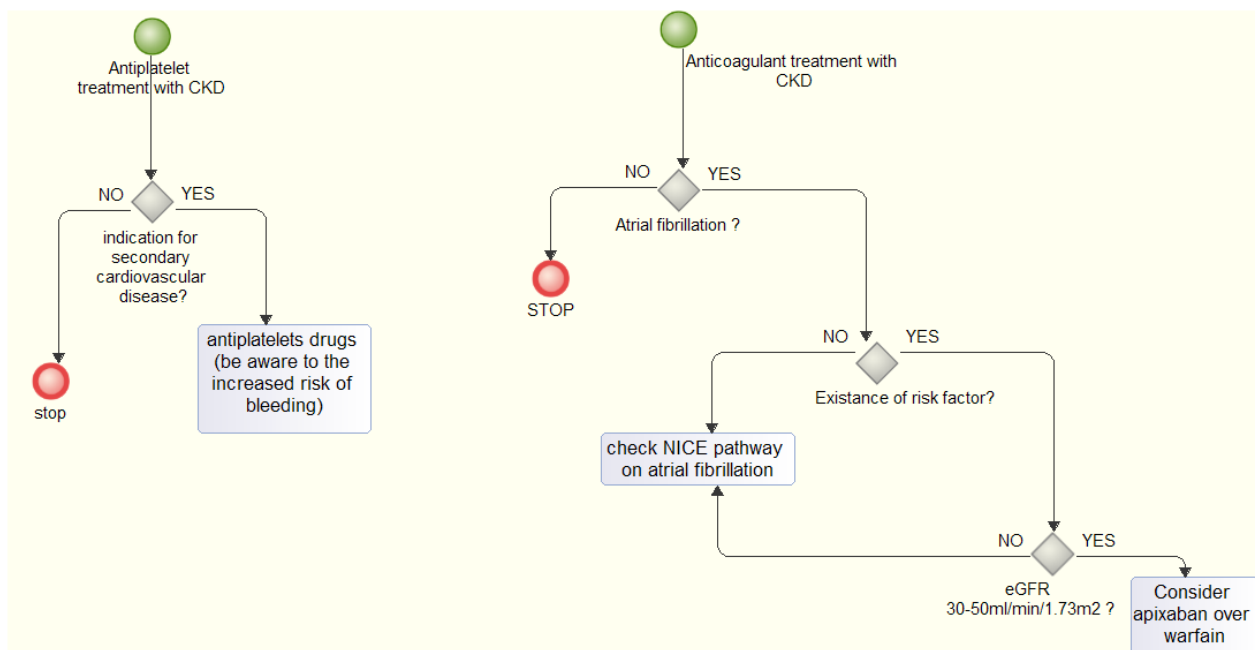 Antiplatelet
treatment with CKD
NO
YES
indication for
secondary
cardiovascular
disease?
stop
antiplatelets drugs
(be aware to the
increased risk of
bleeding)
Anticoagulant treatment with
CKD
NO
YES
Atrial fibrillation ?
STOP
NO
YES
Existance of risk factor?
check NICE pathway
on atrial fibrillation
NO
YES
eGFR
30-50ml/min/1.73m2 ?
Consider
apixaban over
warfain